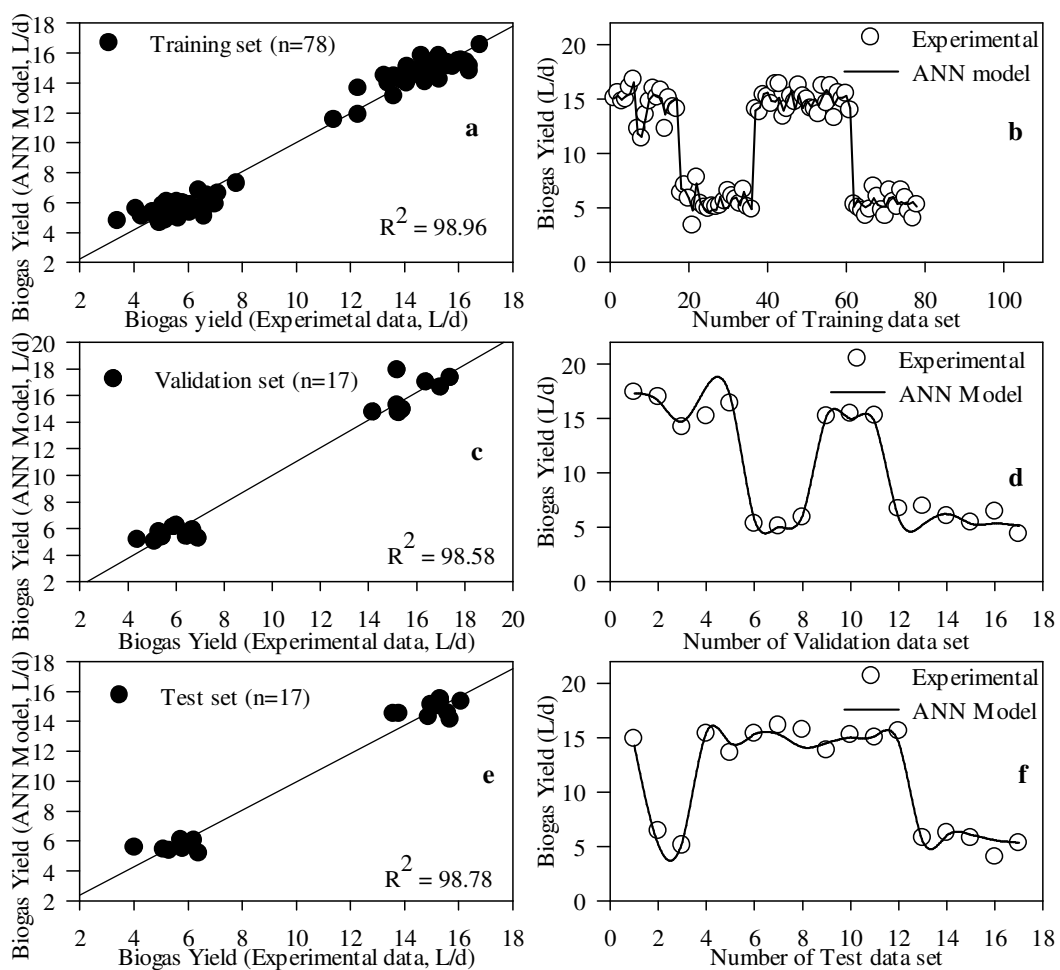 Biogas Yield (ANN Model, L/d)
18
16
14
12
10
8
6
4
2
Training set (n=78)
a
R2 = 98.96
2 4 6 8 10 12 14 16 18
Biogas yield (Experimetal data, L/d)
Biogas Yield (L/d)
20
15
10
5
0
Experimental
ANN model
b
0 20 40 60 80 100
Number of Training data set
Biogas Yield (ANN Model, L/d)
20
18
16
14
12
10
8
6
4
2
Validation set (n=17)
c
R2 = 98.58
2 4 6 8 10 12 14 16 18 20
Biogas Yield (Experimental data, L/d)
Biogas Yield (L/d)
20
15
10
5
0
Experimental
ANN Model
d
0 2 4 6 8 10 12 14 16 18
Number of Validation data set
Biogas Yield (ANN Model, L/d)
18
16
14
12
10
8
6
4
2
Test set (n=17)
e
R2 = 98.78
2 4 6 8 10 12 14 16 18
Biogas Yield (Experimental data, L/d)
Biogas Yield (L/d)
20
15
10
5
0
Experimental
ANN Model
f
0 2 4 6 8 10 12 14 16 18
Number of Test data set